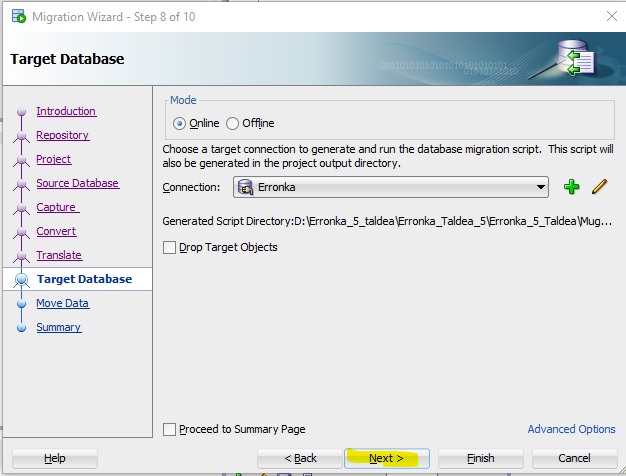 Migration Wizard - Step 8 of 10
Target Database
010101010101010101010101
01010101010
Introduction
Repository
Project
Source Database
Capture
Convert
Translate
Target Database
Move Data
Summary
Mode
Online
Offline
Choose a target connection to generate and run the database migration script. This script will
also be generated in the project output directory.
Connection:
Erronka
Generated Script Directory:D:\Erronka_5_taldea\Erronka_Taldea_5\Erronka_5_Taldea\Mug...
Drop Target Objects
Proceed to Summary Page
Advanced Options
Help
< Back
Next >
Finish
Cancel